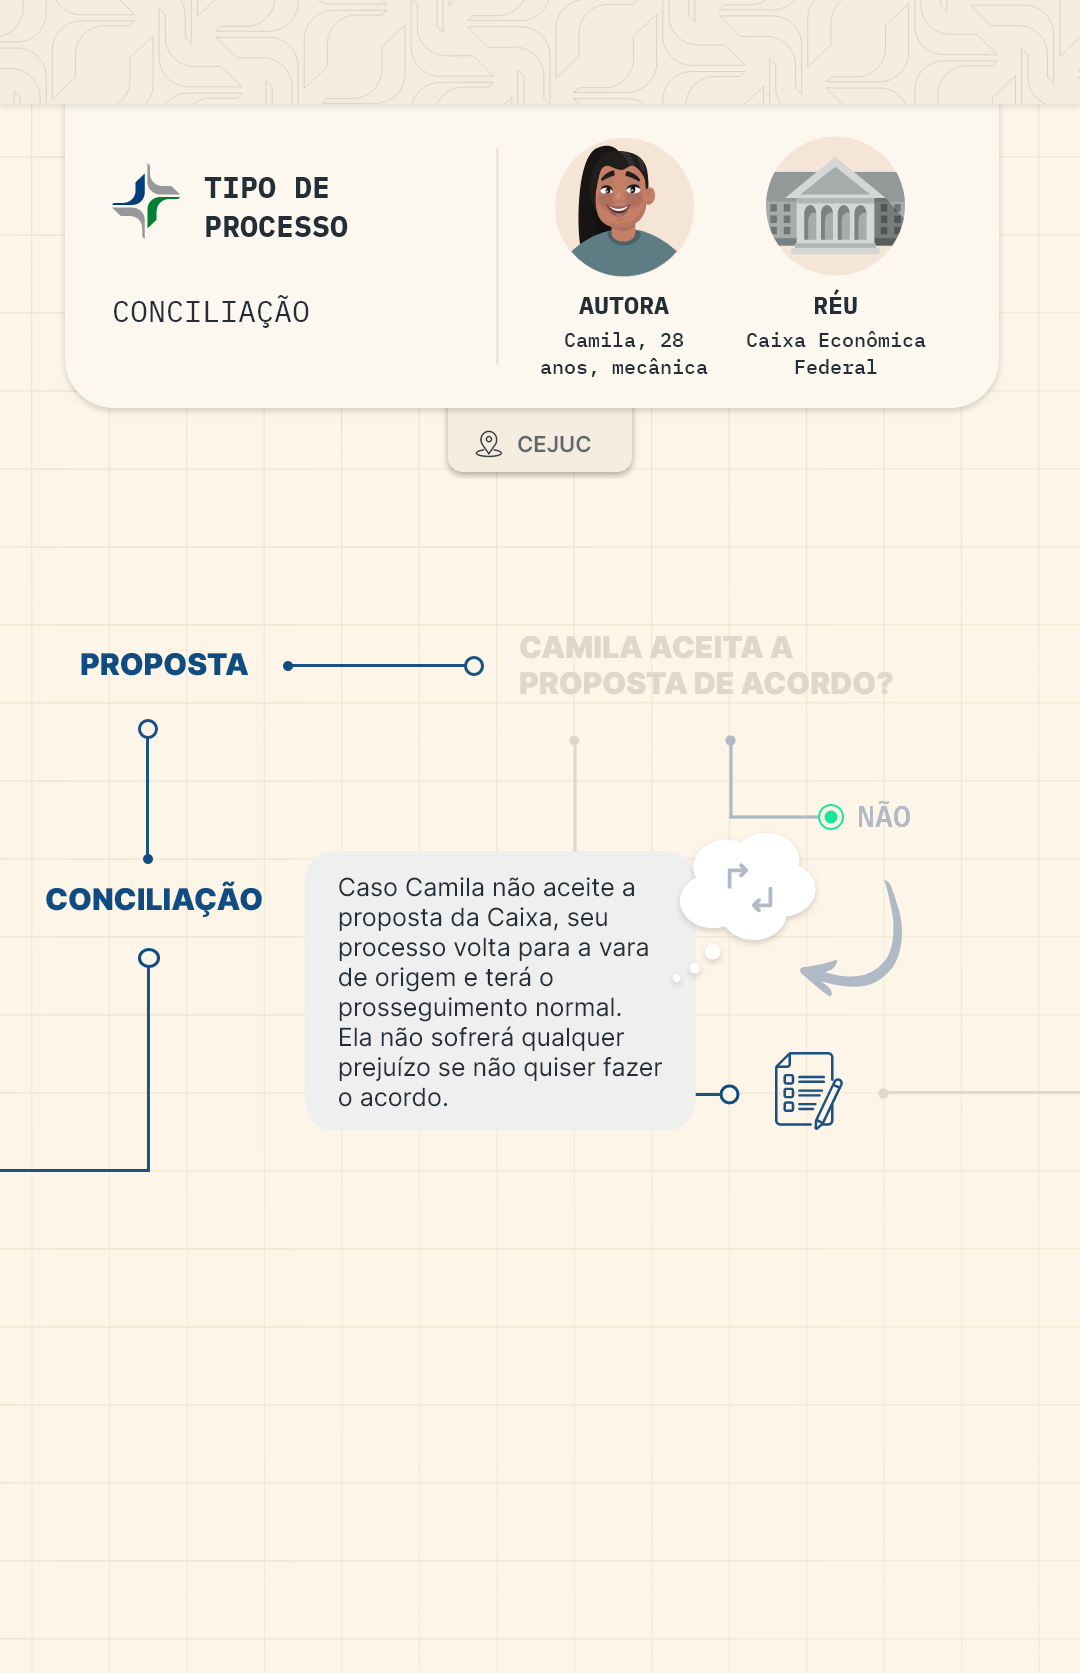 TIPO DE
PROCESSO
CONCILIAÇÃO
AUTORA
Camila, 28
anos, mecânica
RÉU
Caixa Econômica
Federal
CEJUC
PROPOSTA
CAMILA ACEITA A
PROPOSTA DE ACORDO?
NÃO
CONCILIAÇÃO
Caso Camila não aceite a
proposta da Caixa, seu
processo volta para a vara
de origem e terá o
prosseguimento normal.
Ela não sofrerá qualquer
prejuízo se não quiser fazer
o acordo.